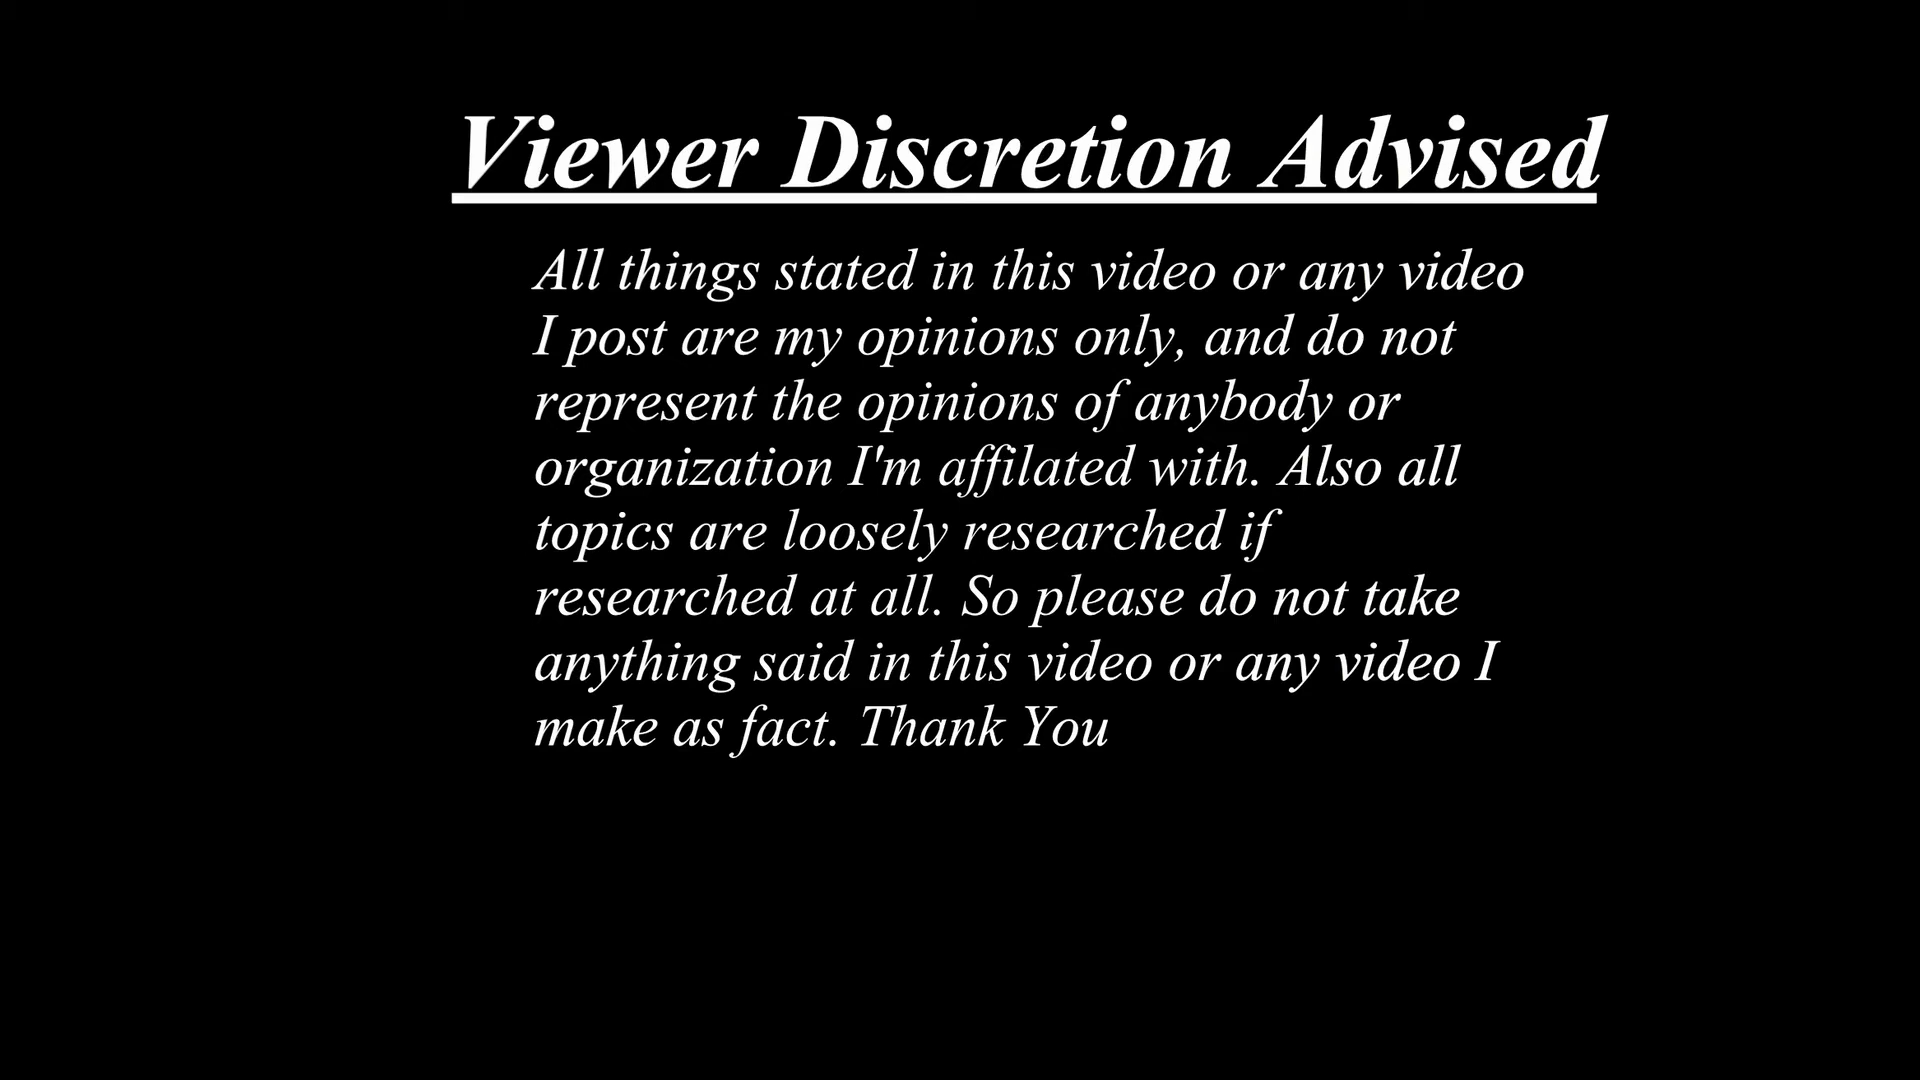 Viewer Discretion Advised
All things stated in this video or any video
I post are my opinions only, and do not
represent the opinions of anybody or
organization I'm affilated with. Also all
topics are loosely researched if
researched at all. So please do not take
anything said in this video or any video I
make as fact. Thank You